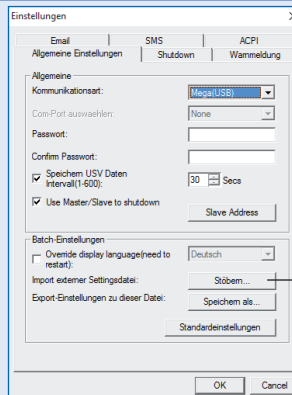 Einstellungen
Email SMS ACPI
Allgemeine Einstellungen Shutdown Warnmeldung
Allgemeine
Kommunikationsart: Mega(USB)
Com-Port auswaehlen: None
Passwort:
Confirm Passwort:
Speichern USV Daten
Intervall(1-600): 30 Secs
Use Master/Slave to shutdown
Slave Address
Batch-Einstellungen
Override display language(need to
restart): Deutsch
Import externer Settingsdatei: Stöbern...
Export-Einstellungen zu dieser Datei: Speichern als...
Standardeinstellungen
OK Cancel